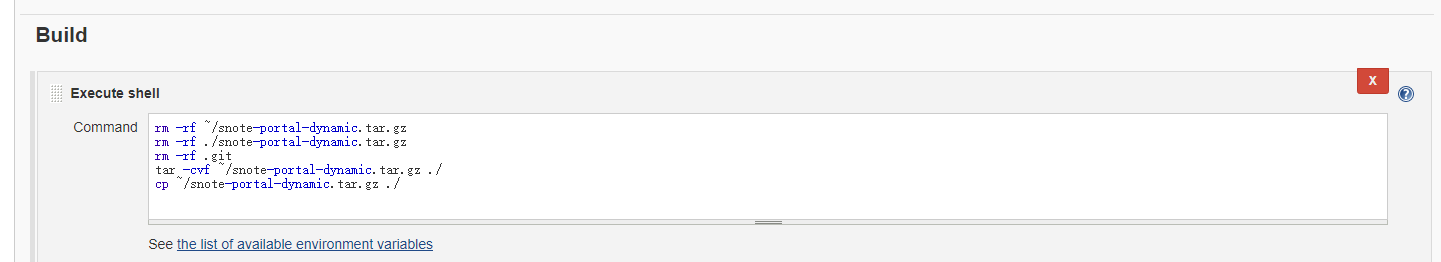 Build
X
Execute shell
Command
rm -rf ~/snote-portal-dynamic.tar.gz
rm -rf ./snote-portal-dynamic.tar.gz
rm -rf .git
tar -cvf ~/snote-portal-dynamic.tar.gz ./
cp ~/snote-portal-dynamic.tar.gz ./
See the list of available environment variables